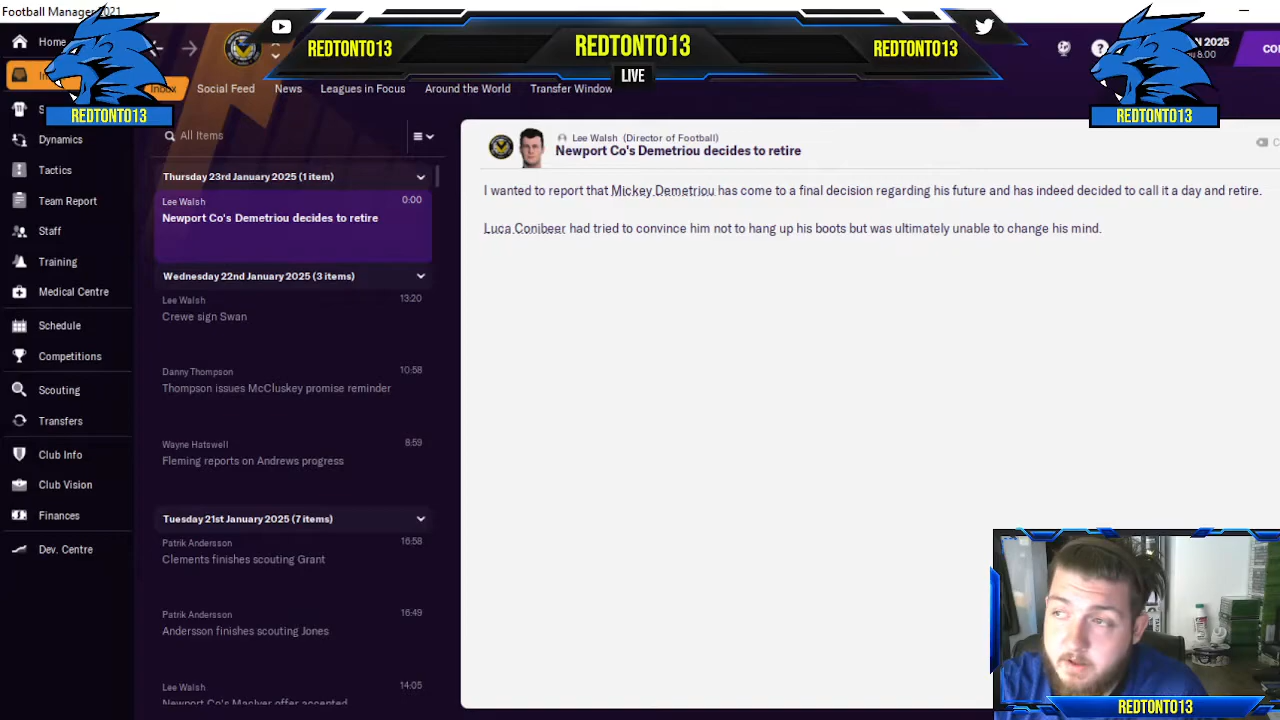 Football Manager 2021
REDTONTO13
REDTONTO13
REDTONTO13
LIVE
REDTONTO13
REDTONTO13
Home
N 2025
8:00
Inbox
Social Feed
News
Leagues in Focus
Around the World
Transfer Window
Dynamics
Tactics
Team Report
Staff
Training
Medical Centre
Schedule
Competitions
Scouting
Transfers
Club Info
Club Vision
Finances
Dev. Centre
All Items
Thursday 23rd January 2025 (1 item)
Lee Walsh
0:00
Newport Co's Demetriou decides to retire
Wednesday 22nd January 2025 (3 items)
Lee Walsh
13:20
Crewe sign Swan
Danny Thompson
10:58
Thompson issues McCluskey promise reminder
Wayne Hatswell
8:59
Fleming reports on Andrews progress
Tuesday 21st January 2025 (7 items)
Patrik Andersson
16:58
Clements finishes scouting Grant
Patrik Andersson
16:49
Andersson finishes scouting Jones
Lee Walsh
14:05
Newport Co's MacIver offer accepted
Lee Walsh (Director of Football)
Newport Co's Demetriou decides to retire
I wanted to report that Mickey Demetriou has come to a final decision regarding his future and has indeed decided to call it a day and retire.
Luca Conibeer had tried to convince him not to hang up his boots but was ultimately unable to change his mind.
REDTONTO13